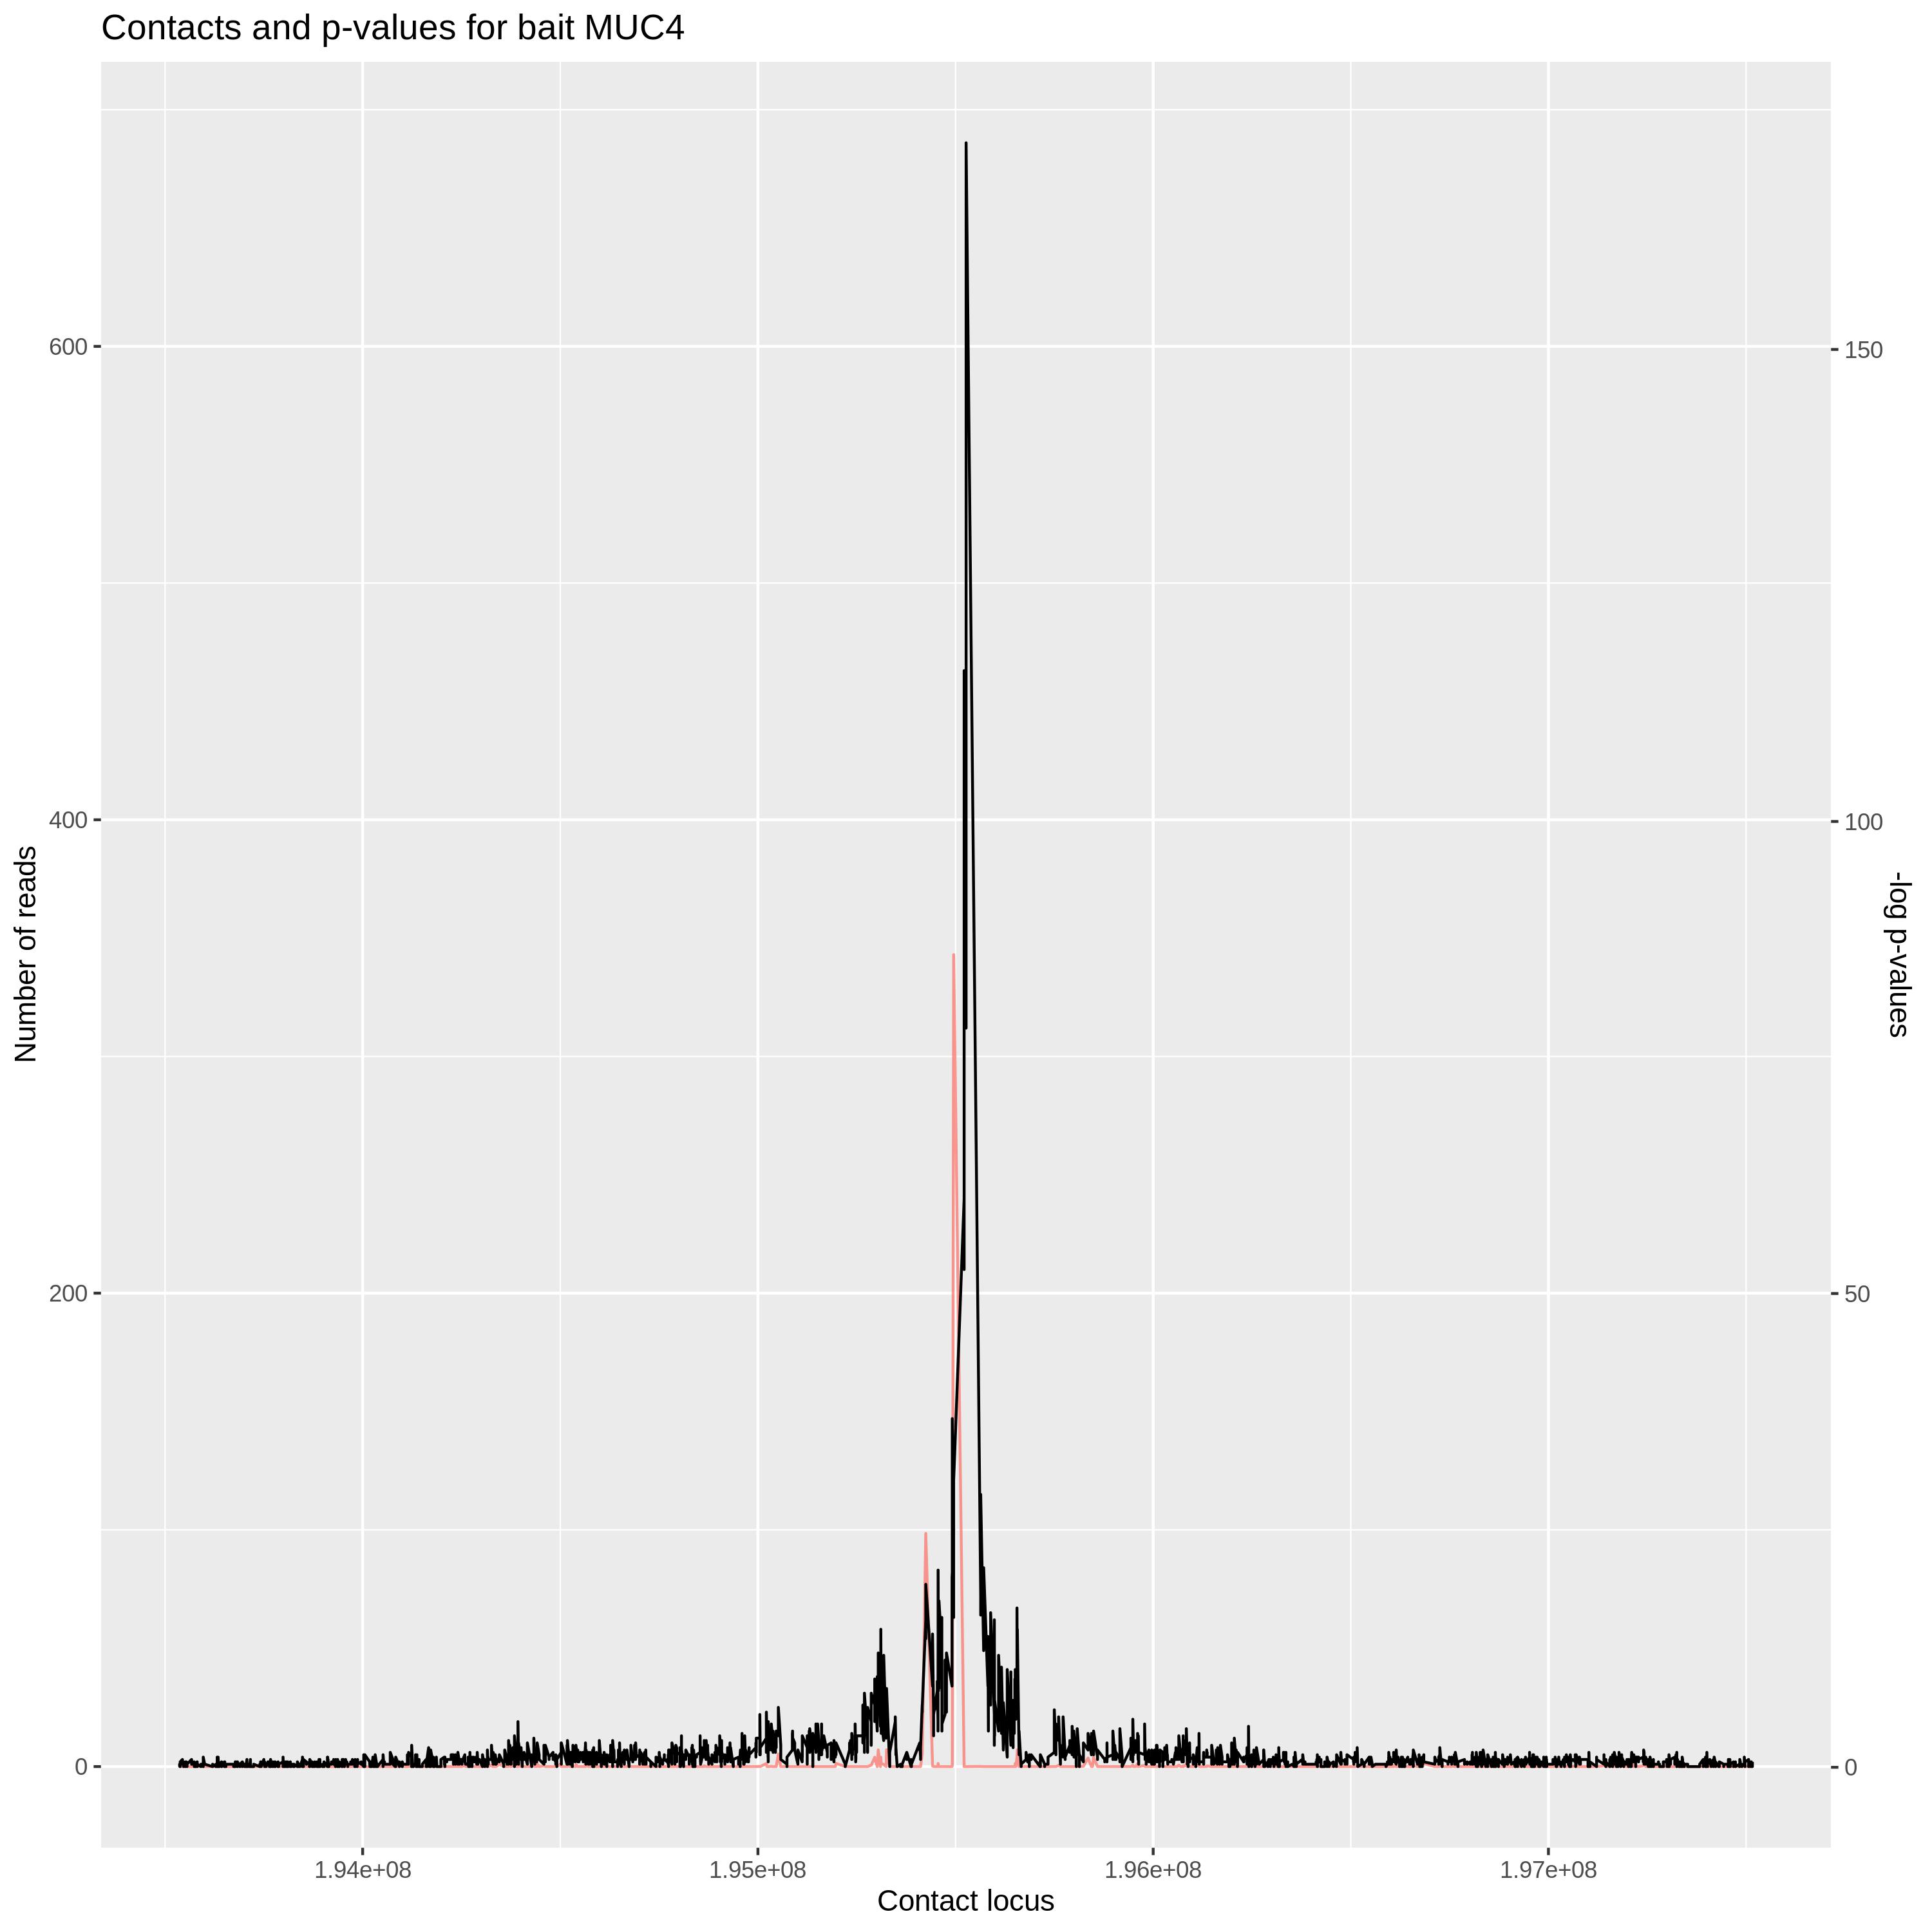 Contacts and p-values for bait MUC4
600
400
200
0
150
100
50
0
Number of reads
-log p-values
1.94e+08
1.95e+08
1.96e+08
1.97e+08
Contact locus